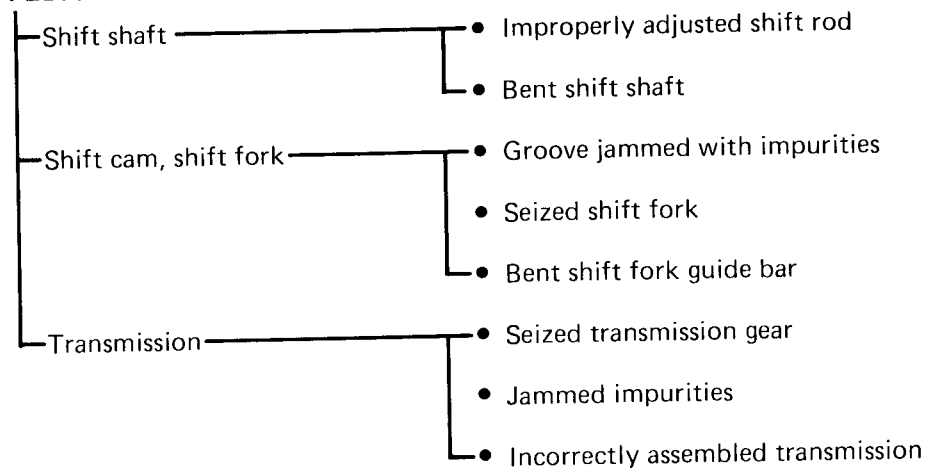 Shift shaft
• Improperly adjusted shift rod
• Bent shift shaft
Shift cam, shift fork
• Groove jammed with impurities
• Seized shift fork
• Bent shift fork guide bar
Transmission
• Seized transmission gear
• Jammed impurities
• Incorrectly assembled transmission